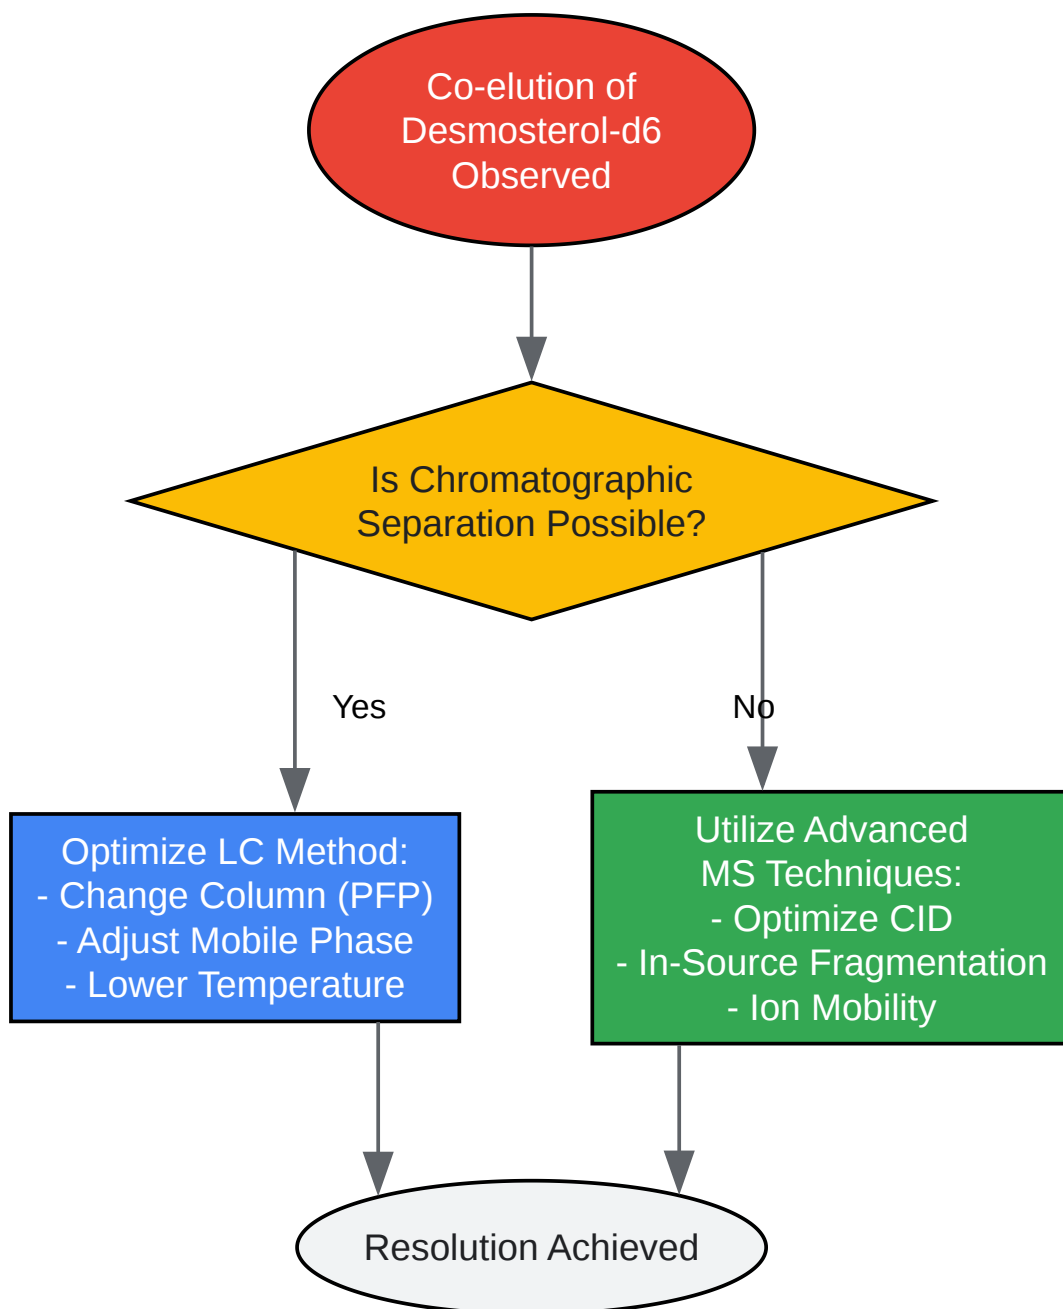 Co-elution of
Desmosterol-d6
Observed
Is Chromatographic
Separation Possible?
Yes
No
Optimize LC Method:
- Change Column (PFP)
- Adjust Mobile Phase
- Lower Temperature
Utilize Advanced
MS Techniques:
- Optimize CID
- In-Source Fragmentation
- Ion Mobility
Resolution Achieved